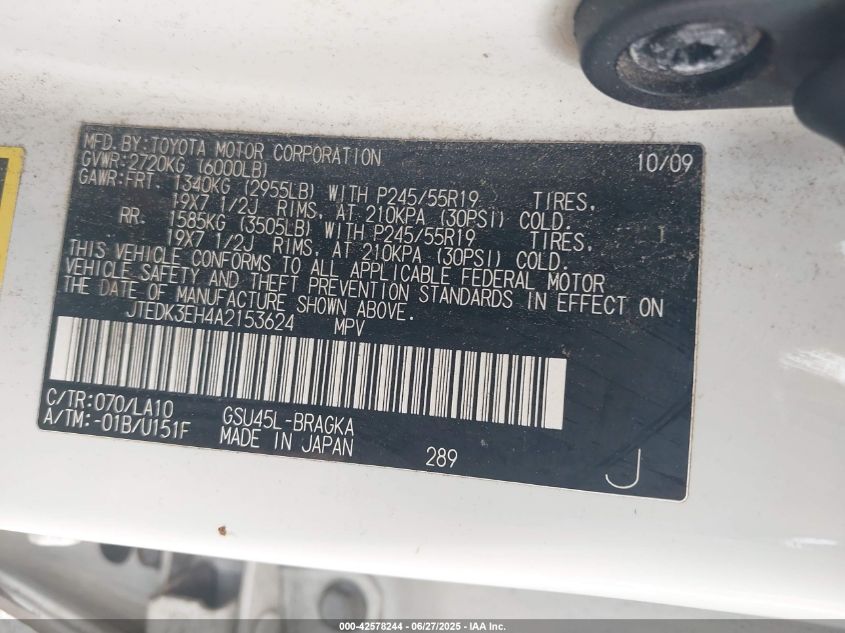 MFD. BY: TOYOTA MOTOR CORPORATION 10/09
GVWR: 2720KG (6000LB)
GAWR: FRT. 1340KG (2955LB) WITH P245/55R19 TIRES,
19X7 1/2J RIMS, AT 210KPA (30PSI) COLD.
RR. 1585KG (3505LB) WITH P245/55R19 TIRES,
19X7 1/2J RIMS, AT 210KPA (30PSI) COLD.
THIS VEHICLE CONFORMS TO ALL APPLICABLE FEDERAL MOTOR
VEHICLE SAFETY AND THEFT PREVENTION STANDARDS IN EFFECT ON
THE DATE OF MANUFACTURE SHOWN ABOVE.
JTEDK3EH4A2153624 MPV
C/TR: 070/LA10 GSU45L-BRAGKA
A/TM: -01B/U151F MADE IN JAPAN 289 J
000-42578244 / 06/27/2025 - IAA Inc.